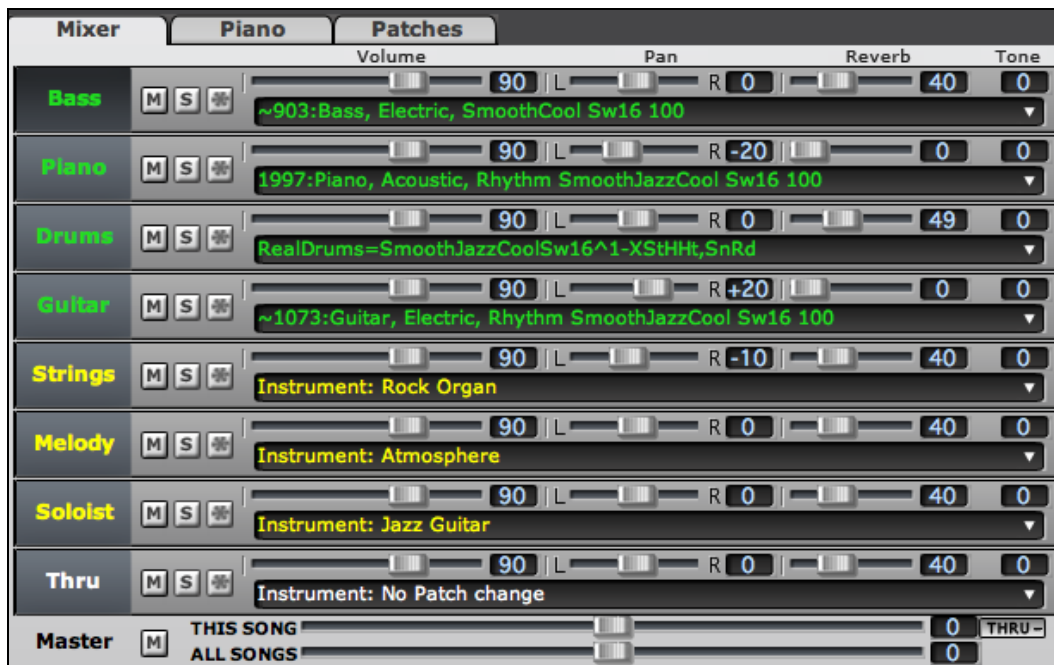 Mixer Piano Patches
Volume Pan Reverb Tone
Bass M S 90 L R 0 40 0
~903:Bass, Electric, SmoothCool Sw16 100
Piano M S 90 L R -20 0 0
1997:Piano, Acoustic, Rhythm SmoothJazzCool Sw16 100
Drums M S 90 L R 0 49 0
RealDrums=SmoothJazzCoolSw16^1-XStHHt,SnRd
Guitar M S 90 L R +20 0 0
~1073:Guitar, Electric, Rhythm SmoothJazzCool Sw16 100
Strings M S 90 L R -10 40 0
Instrument: Rock Organ
Melody M S 90 L R 0 40 0
Instrument: Atmosphere
Soloist M S 90 L R 0 40 0
Instrument: Jazz Guitar
Thru M S 90 L R 0 40 0
Instrument: No Patch change
Master M THIS SONG 0 THRU-
ALL SONGS 0